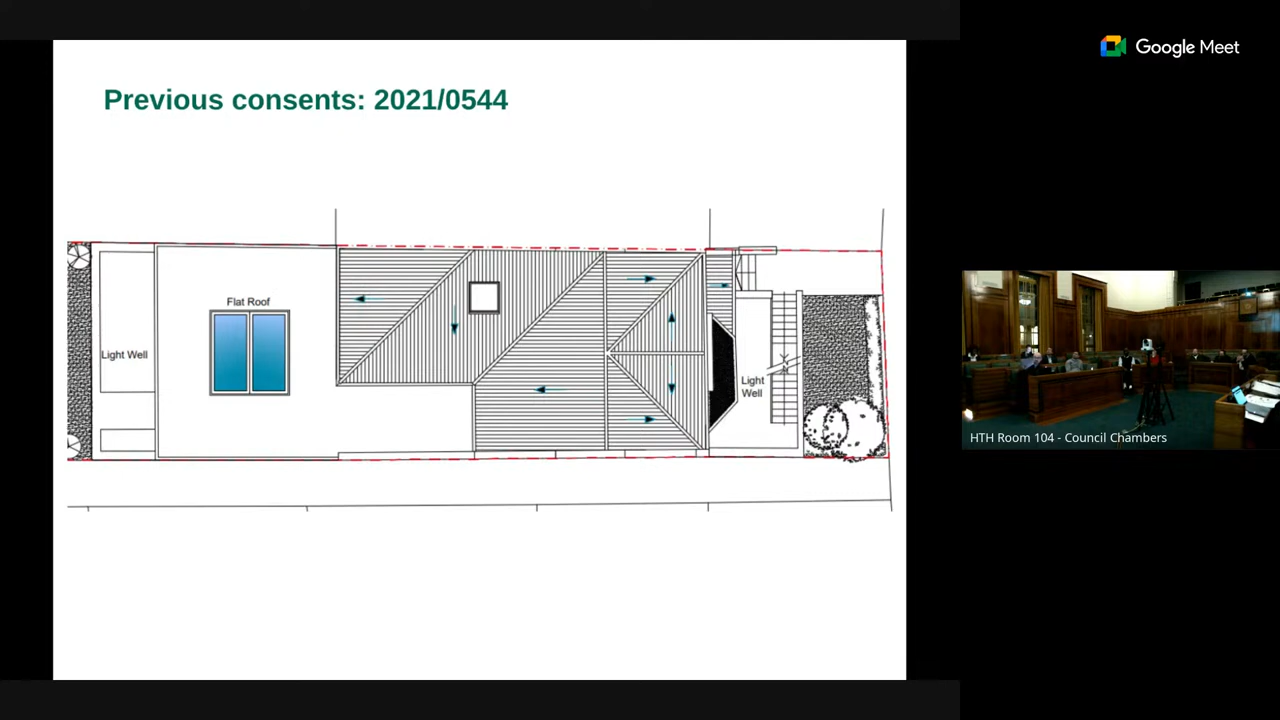 Previous consents: 2021/0544
Flat Roof
Light Well
Light
Well
Google Meet
HTH Room 104 - Council Chambers